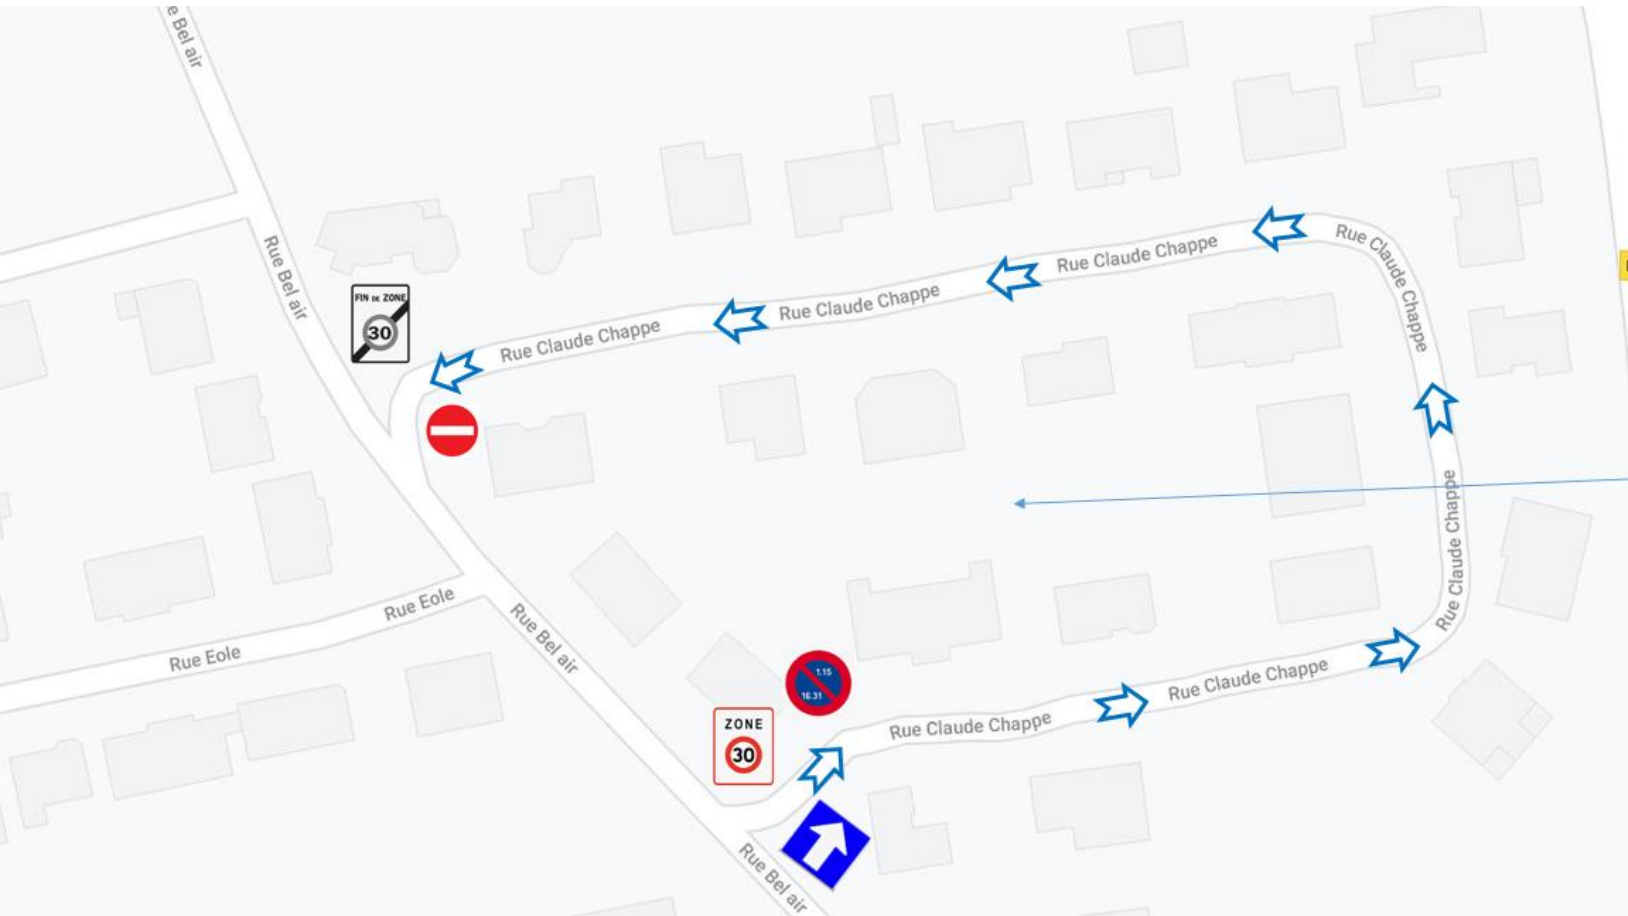 e Bel air
Rue Bel air
FIN DE ZONE
30
Rue Claude Chappe
Rue Claude Chappe
Rue Claude Chappe
Rue Claude Chappe
Rue Claude Chappe
Rue Eole
Rue Eole
Rue Bel air
1.15
16.31
ZONE
30
Rue Claude Chappe
Rue Claude Chappe
Rue Bel air